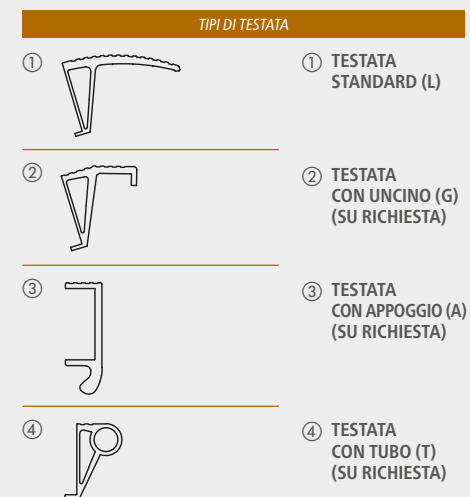 TIPI DI TESTATA
①
① TESTATA
STANDARD (L)
②
② TESTATA
CON UNCINO (G)
(SU RICHIESTA)
③
③ TESTATA
CON APPOGGIO (A)
(SU RICHIESTA)
④
④ TESTATA
CON TUBO (T)
(SU RICHIESTA)